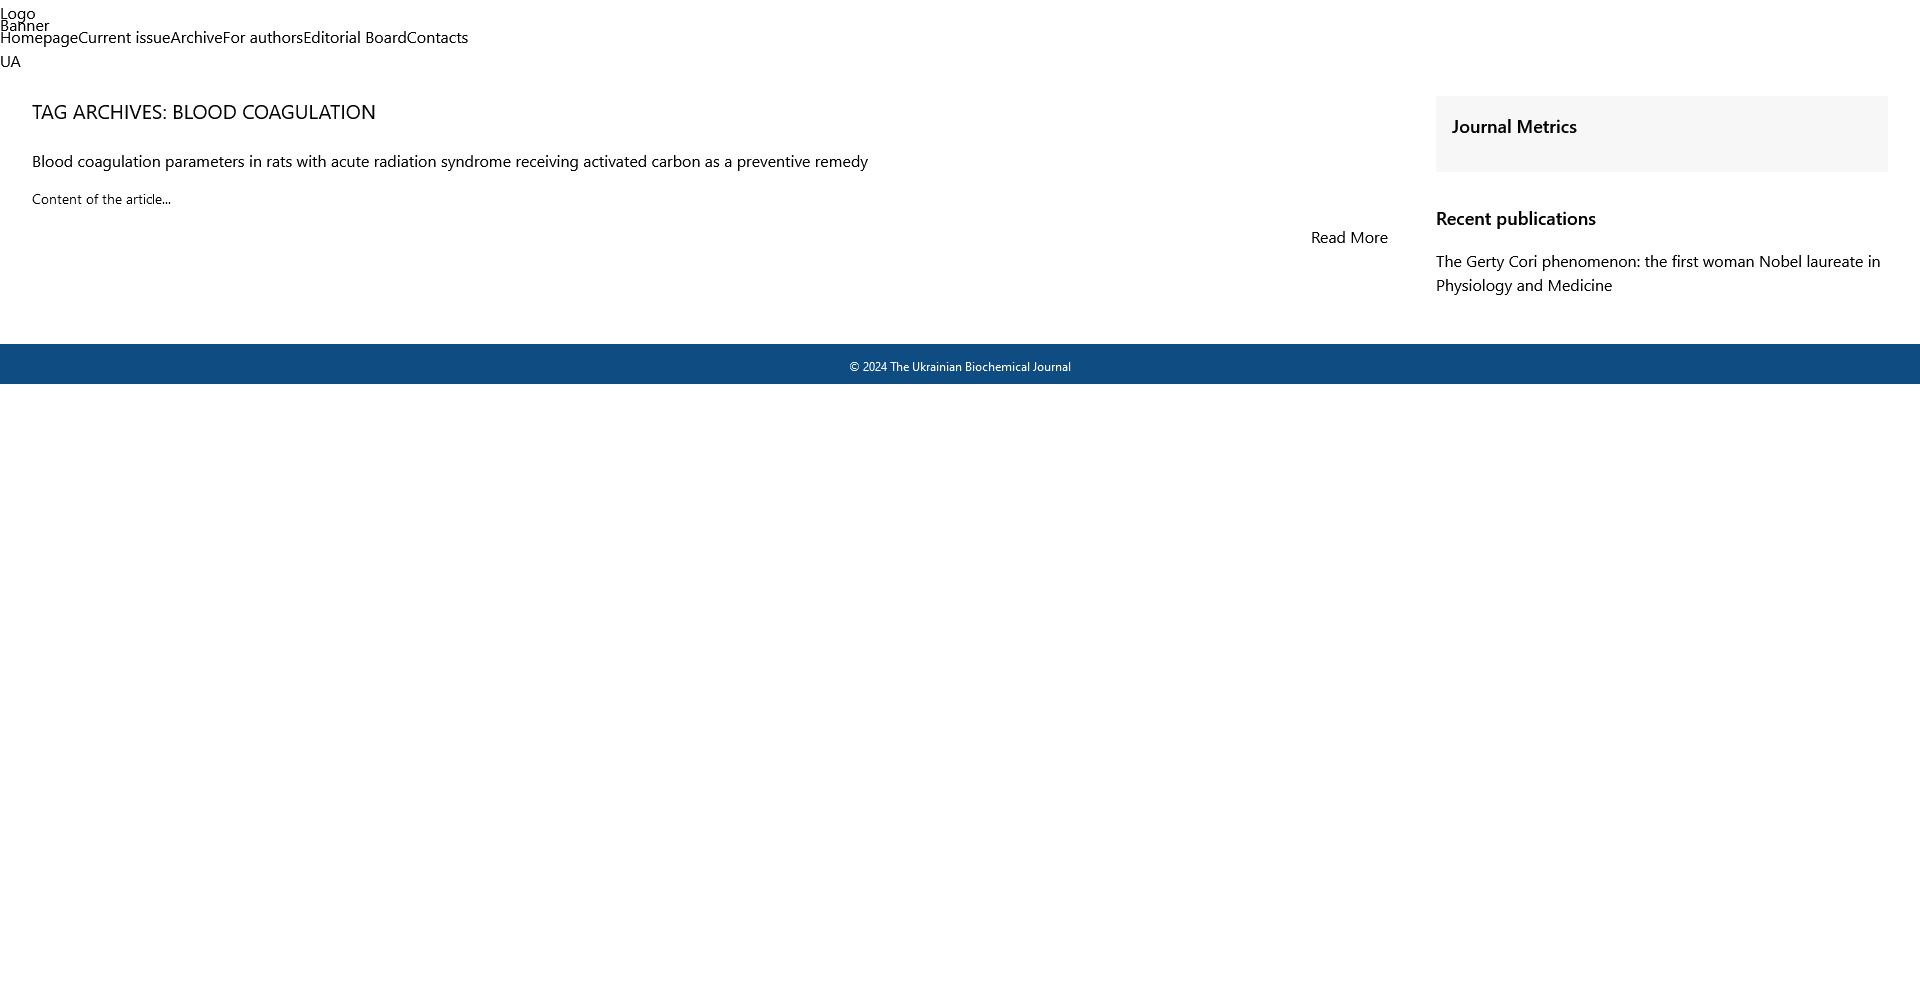 Logo
Banner
HomepageCurrent issueArchiveFor authorsEditorial BoardContacts
UA
TAG ARCHIVES: BLOOD COAGULATION
Blood coagulation parameters in rats with acute radiation syndrome receiving activated carbon as a preventive remedy
Content of the article...
Read More
Journal Metrics
Recent publications
The Gerty Cori phenomenon: the first woman Nobel laureate in
Physiology and Medicine
© 2024 The Ukrainian Biochemical Journal